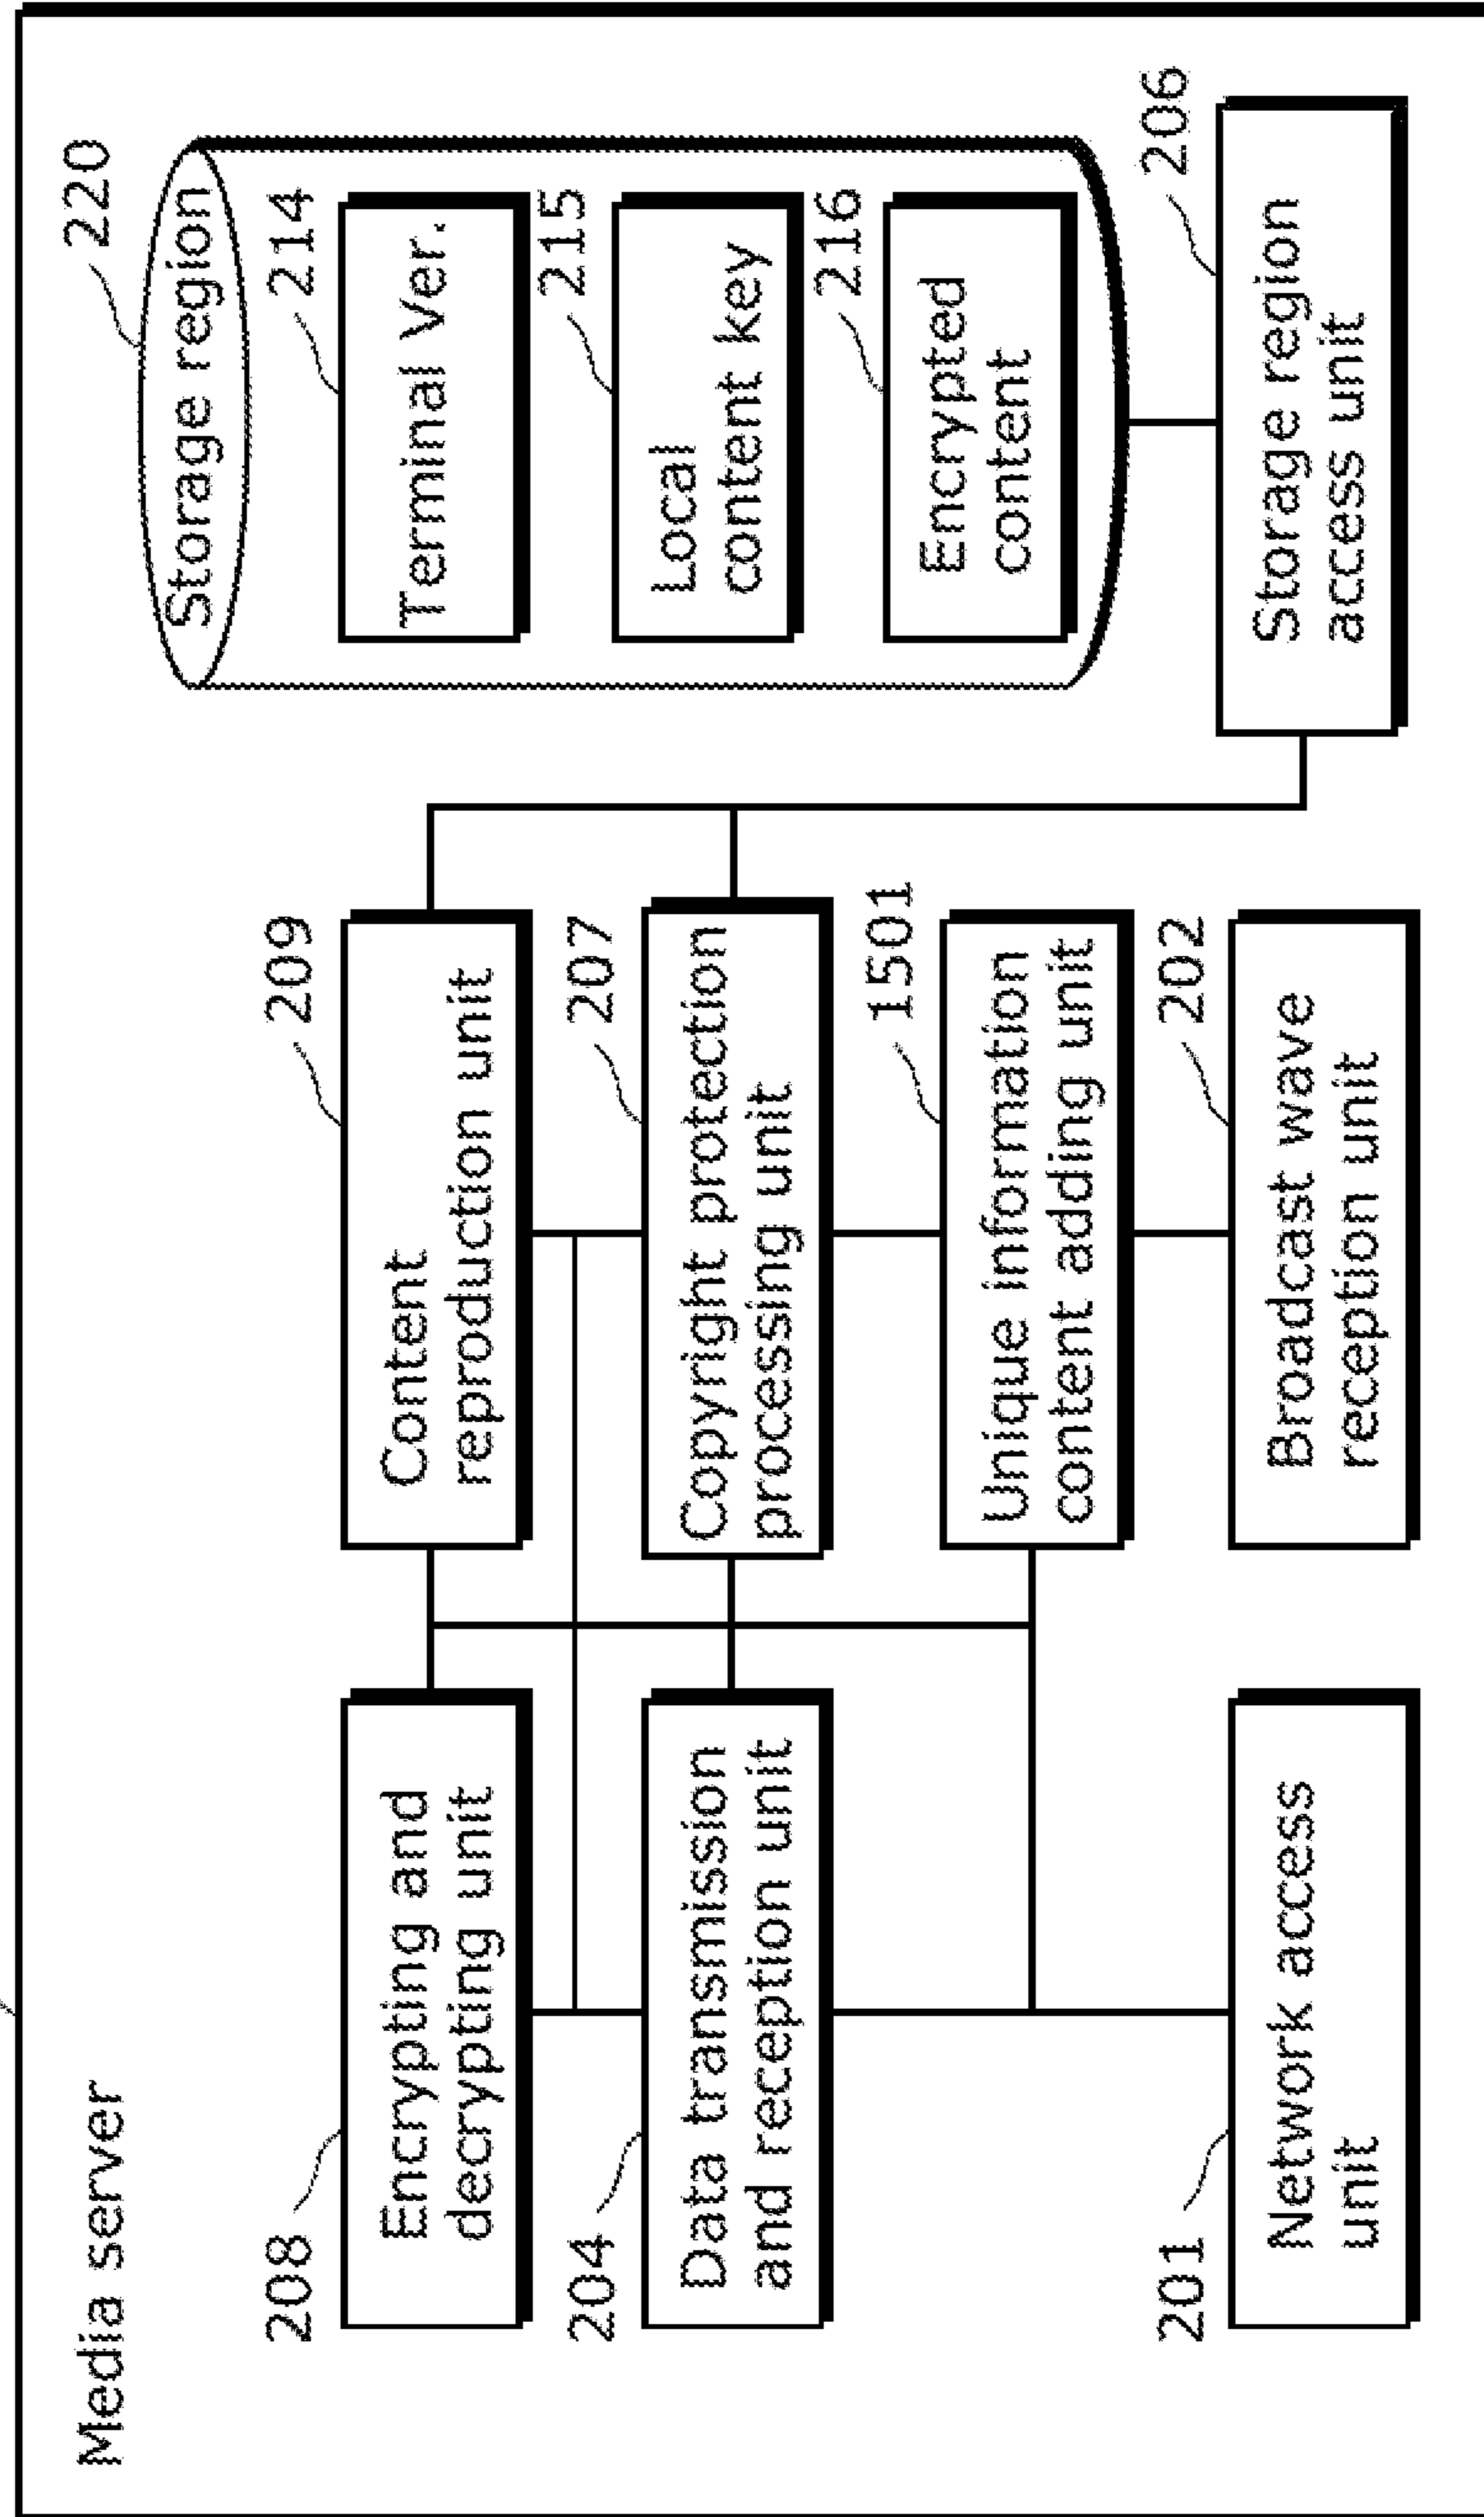 Media server
208
Encrypting and
decrypting unit
204
Data transmission
and reception unit
201
Network access
unit
209
Content
reproduction unit
207
Copyright protection
processing unit
1501
Unique information
content adding unit
202
Broadcast wave
reception unit
220
Storage region
214
Terminal Ver.
215
Local
content key
216
Encrypted
content
206
Storage region
access unit